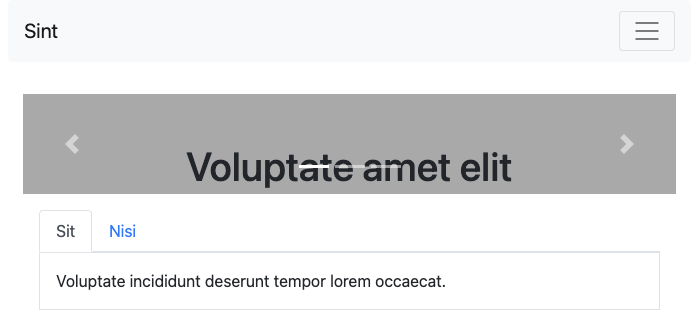 Sint
Voluptate amet elit
Sit
Nisi
Voluptate incididunt deserunt tempor lorem occaecat.